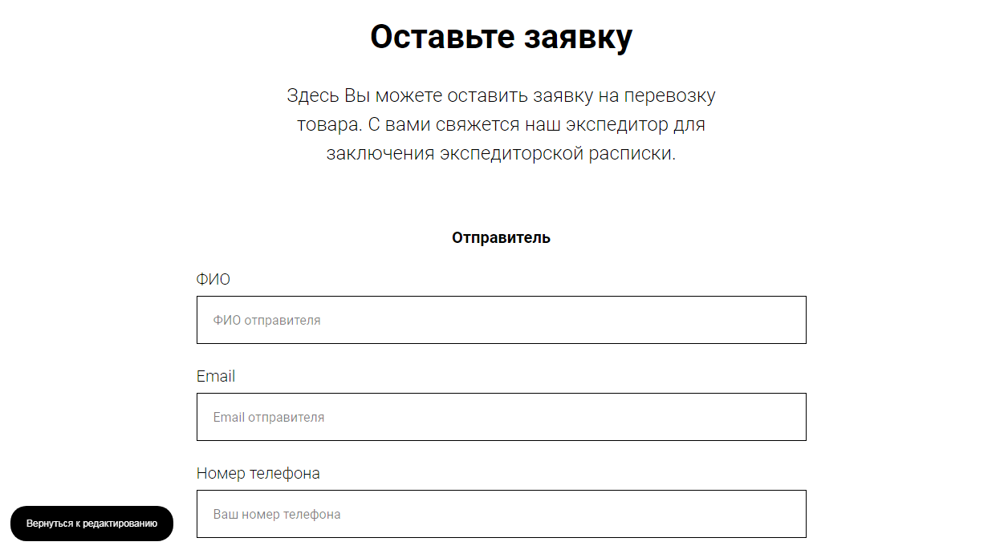 Оставьте заявку
Здесь Вы можете оставить заявку на перевозку
товара. С вами свяжется наш экспедитор для
заключения экспедиторской расписки.
Отправитель
ФИО
ФИО отправителя
Email
Email отправителя
Номер телефона
Ваш номер телефона
Вернуться к редактированию